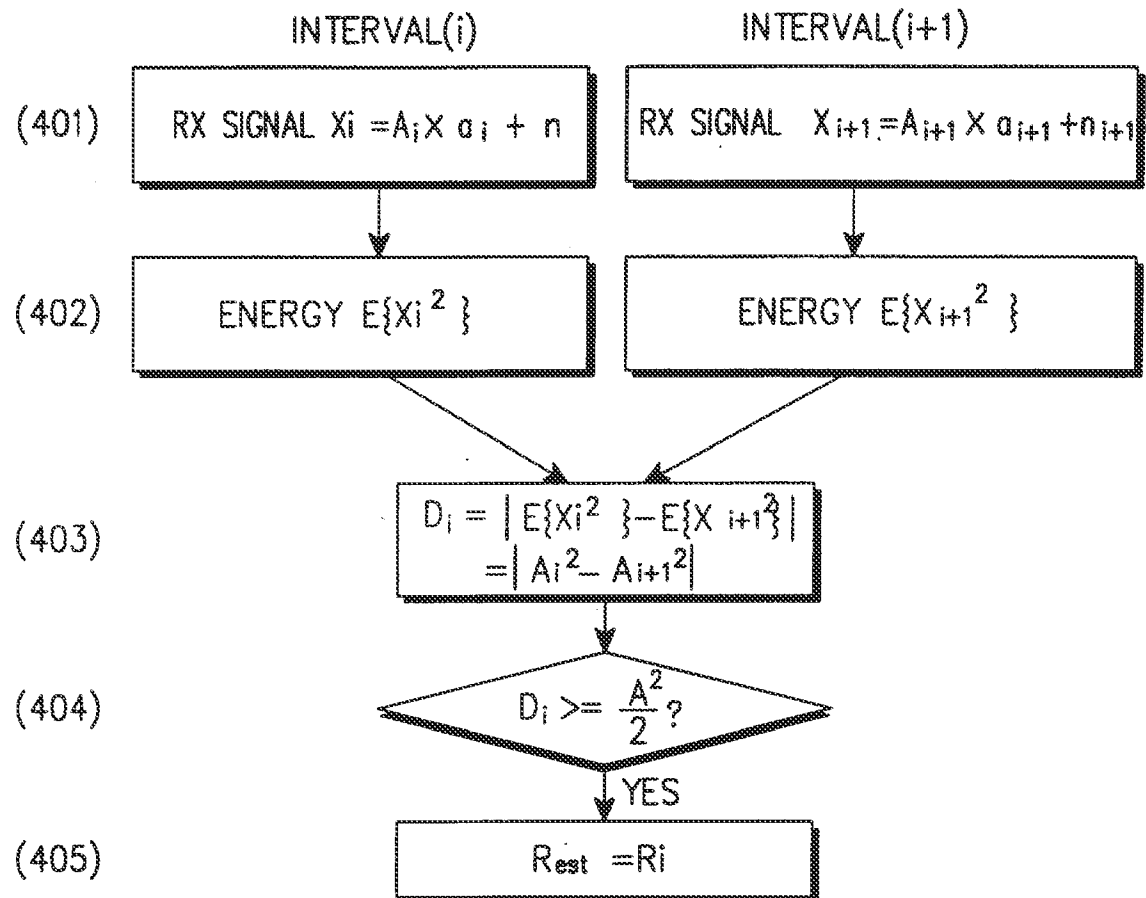 INTERVAL(i) INTERVAL(i+1)
(401) RX SIGNAL Xi =Aᵢ× aᵢ + n RX SIGNAL Xᵢ₊₁=Aᵢ₊₁× aᵢ₊₁+nᵢ₊₁
(402) ENERGY E{Xi² } ENERGY E{Xᵢ₊₁² }
(403) Dᵢ = | E{Xi² }−E{X ᵢ₊₁²}|
=| Ai²− Aᵢ₊₁²|
(404) Dᵢ >= A²/2 ?
YES
(405) Rest =Ri